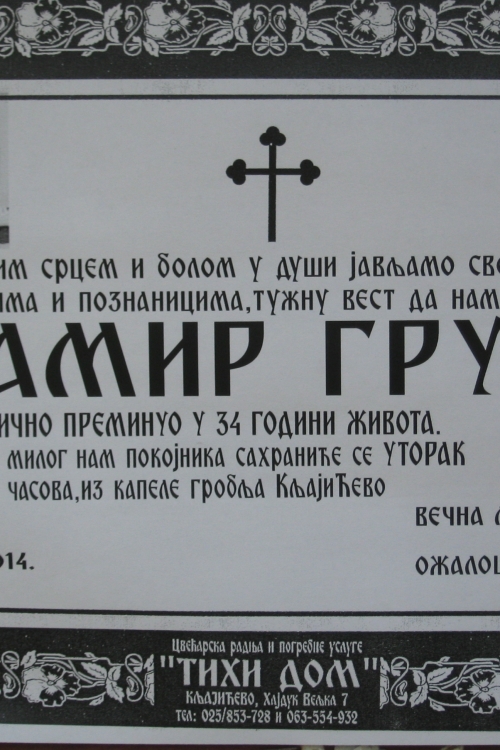 ИМ СРЦЕМ И БОЛОМ У ДУШИ ЈАВЉАМО СВЕ
ИМА И ПОЗНАНИЦИМА,ТУЖНУ ВЕСТ ДА НАМ
АМИР ГРУ
ИЧНО ПРЕМИНУО У 34 ГОДИНИ ЖИВОТА.
МИЛОГ НАМ ПОКОЈНИКА САХРАНИЋЕ СЕ УТОРАК
ЧАСОВА,ИЗ КАПЕЛЕ ГРОБЉА КЉАЈИЋЕВО
ВЕЧНА
014.
ОЖАЛОШ
Цвећарска радња и погребне услуге
"ТИХИ ДОМ"
КЉАЈИЋЕВО, ХАЈДУК ВЕЉКА 7
ТЕЛ: 025/853-728 И 063-554-932